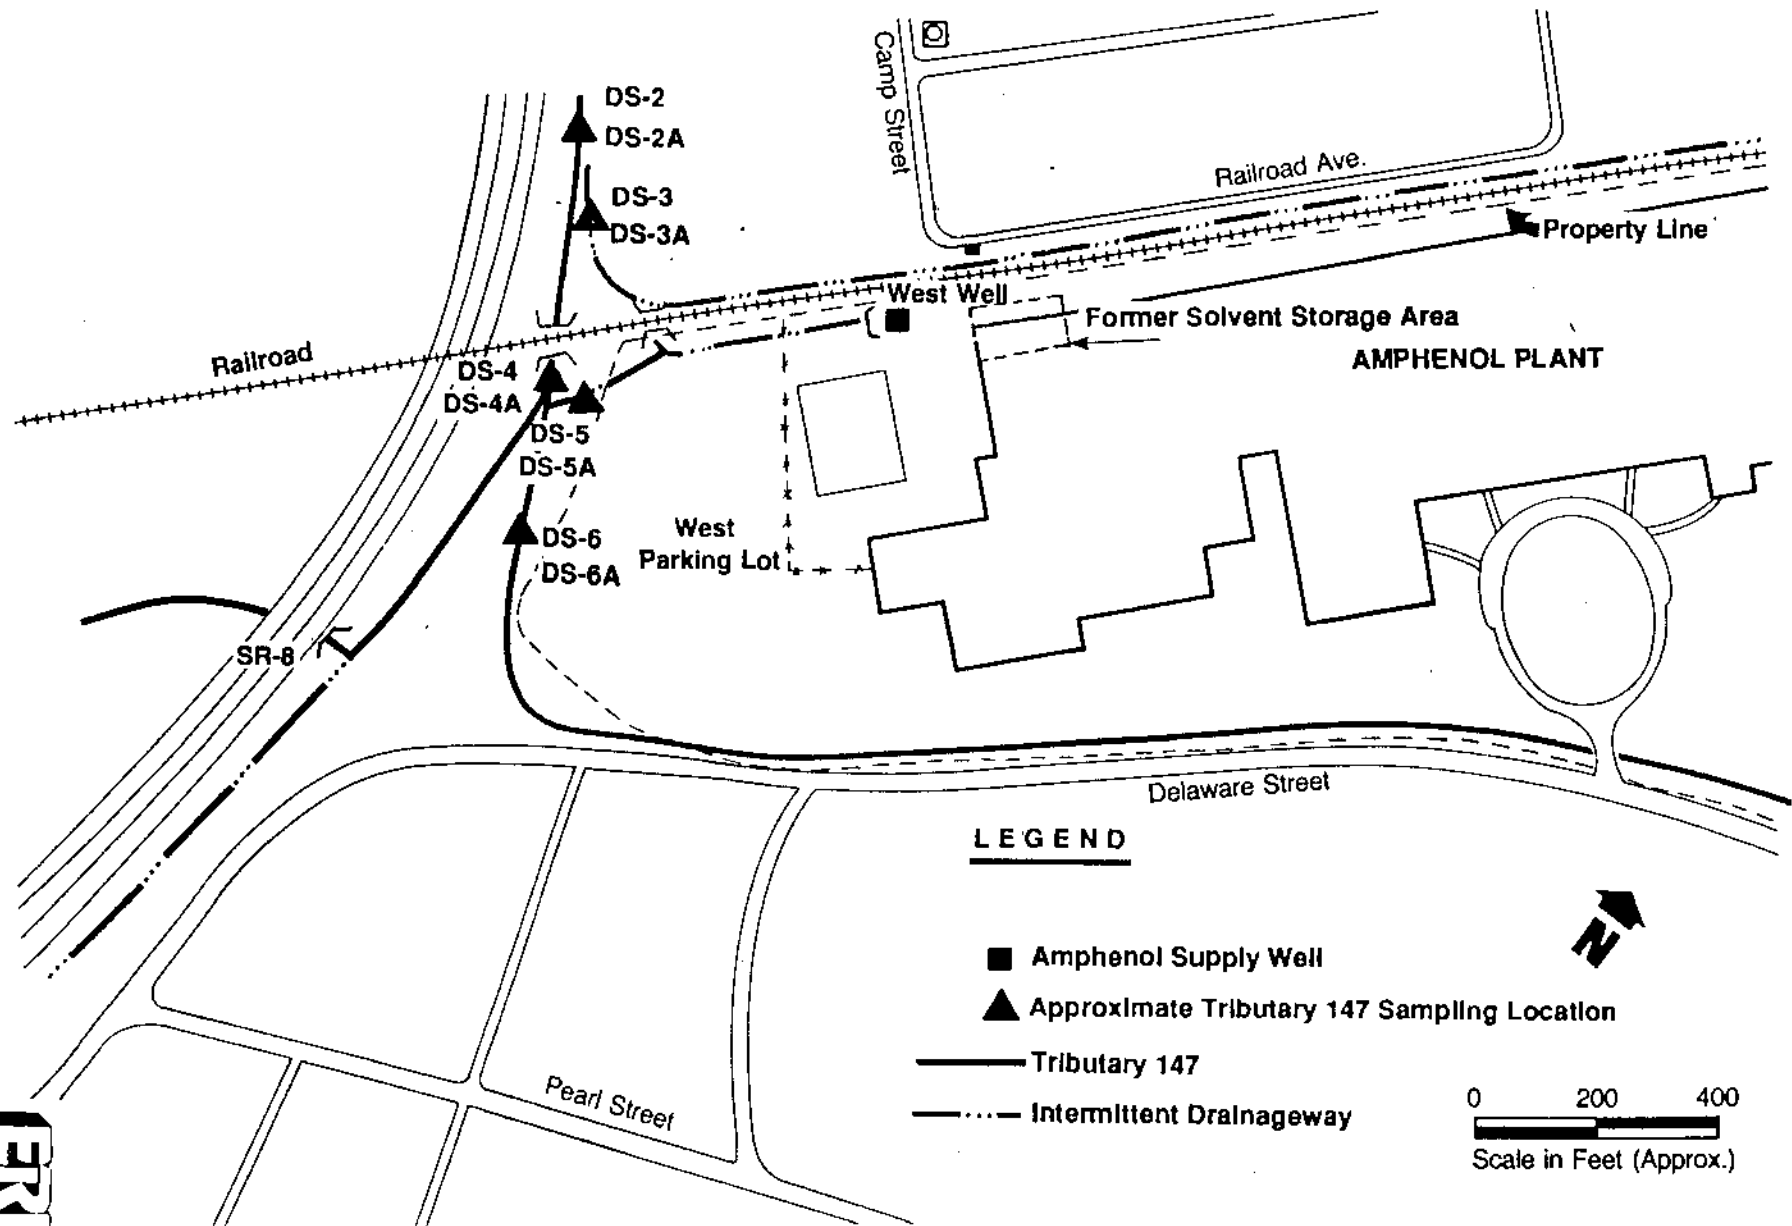 Camp Street
DS-2
DS-2A
DS-3
DS-3A
Railroad Ave.
Property Line
West Well
Former Solvent Storage Area
AMPHENOL PLANT
Railroad
DS-4
DS-4A
DS-5
DS-5A
DS-6
DS-6A
West
Parking Lot
SR-8
Delaware Street
LEGEND
Amphenol Supply Well
Approximate Tributary 147 Sampling Location
Tributary 147
Intermittent Drainageway
N
0 200 400
Scale in Feet (Approx.)
Pearl Street